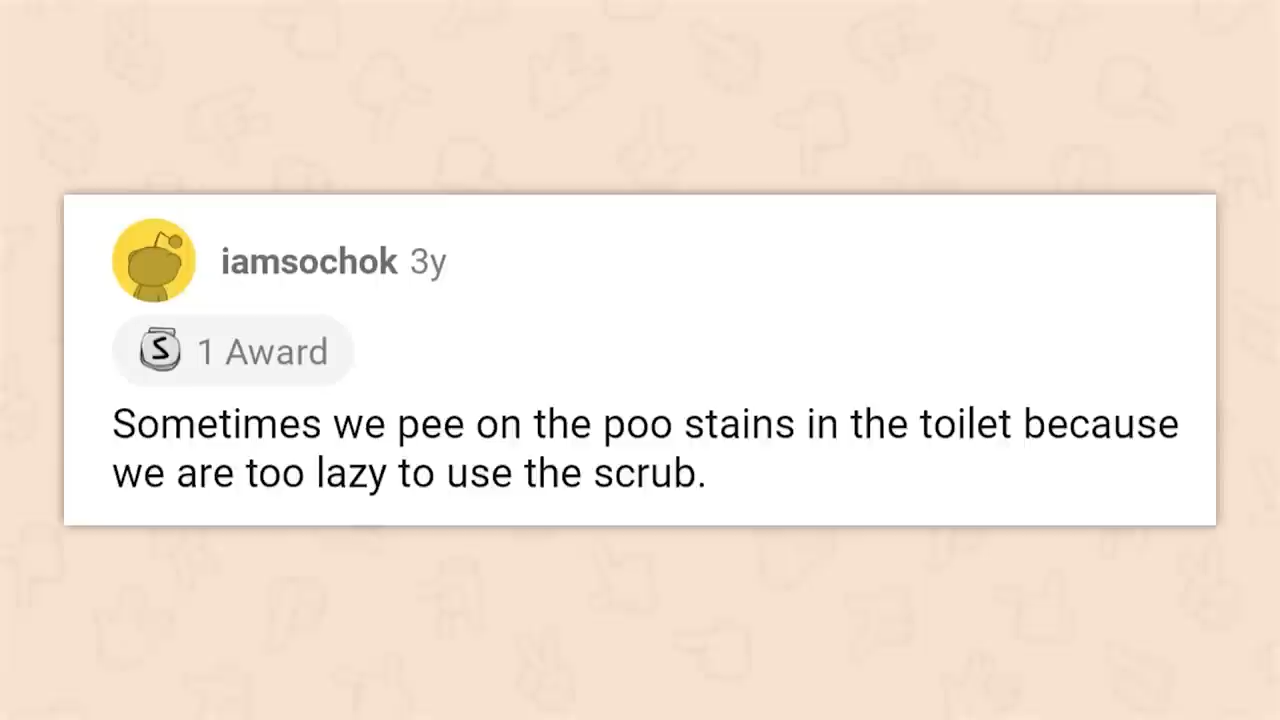 iamsochok 3y
S 1 Award
Sometimes we pee on the poo stains in the toilet because
we are too lazy to use the scrub.